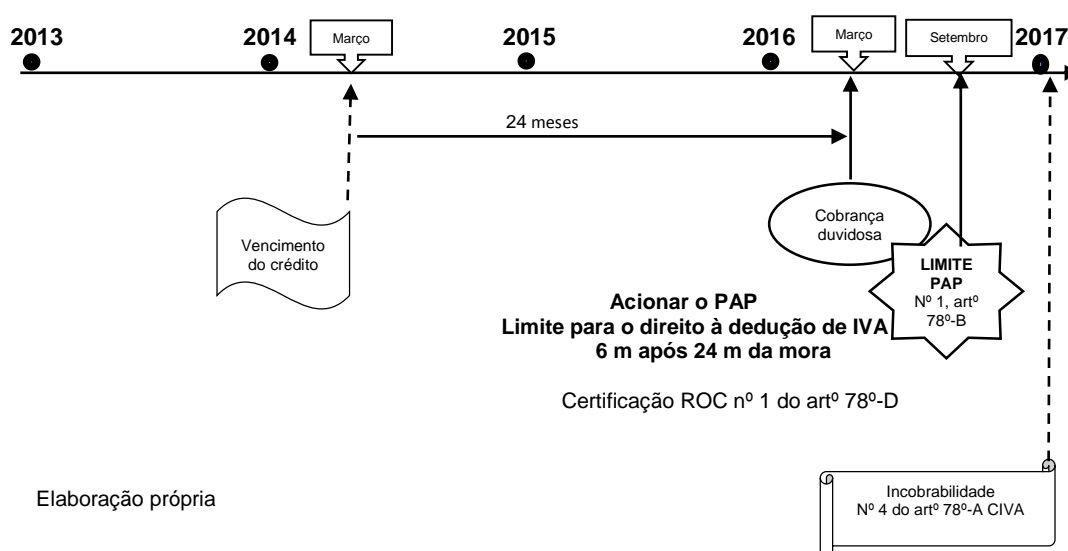 2013
2014
Março
2015
2016
Março
Setembro
2017
24 meses
Vencimento
do crédito
Cobrança
duvidosa
LIMITE
PAP
Nº 1, artº
78º-B
Acionar o PAP
Limite para o direito à dedução de IVA
6 m após 24 m da mora
Certificação ROC nº 1 do artº 78º-D
Elaboração própria
Incobrabilidade
Nº 4 do artº 78º-A CIVA